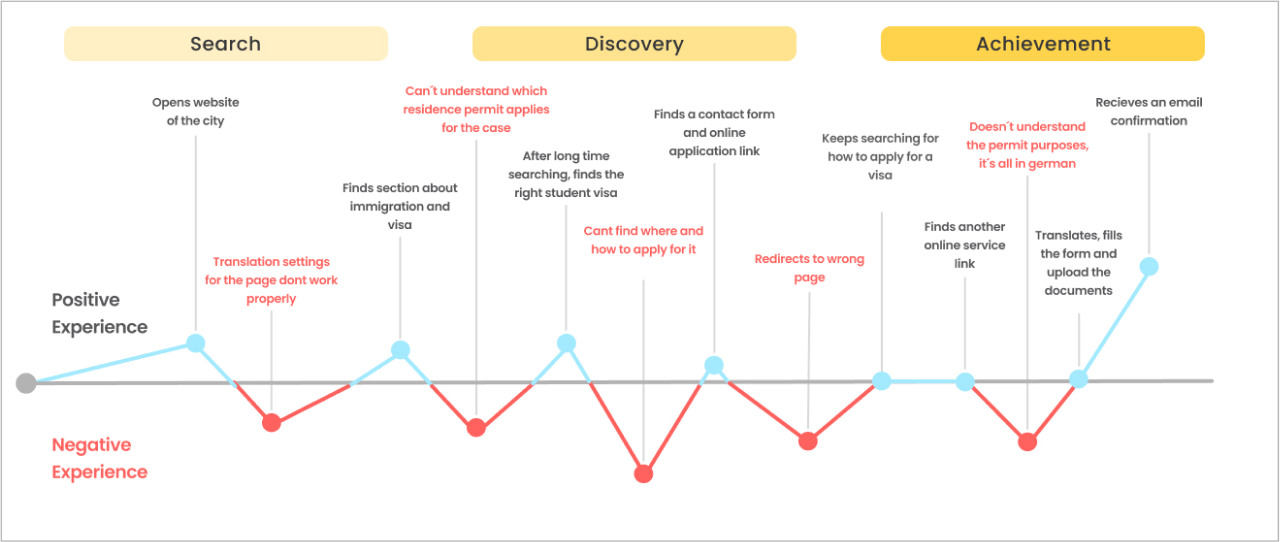 Search
Discovery
Achievement
Opens website
of the city
Translation settings
for the page dont work
properly
Finds section about
immigration and
visa
Can´t understand which
residence permit applies
for the case
After long time
searching, finds the
right student visa
Cant find where and
how to apply for it
Finds a contact form
and online
application link
Redirects to wrong
page
Keeps searching for
how to apply for a
visa
Finds another
online service
link
Doesn´t understand
the permit purposes,
it´s all in german
Translates, fills
the form and
upload the
documents
Recieves an email
confirmation
Positive
Experience
Negative
Experience